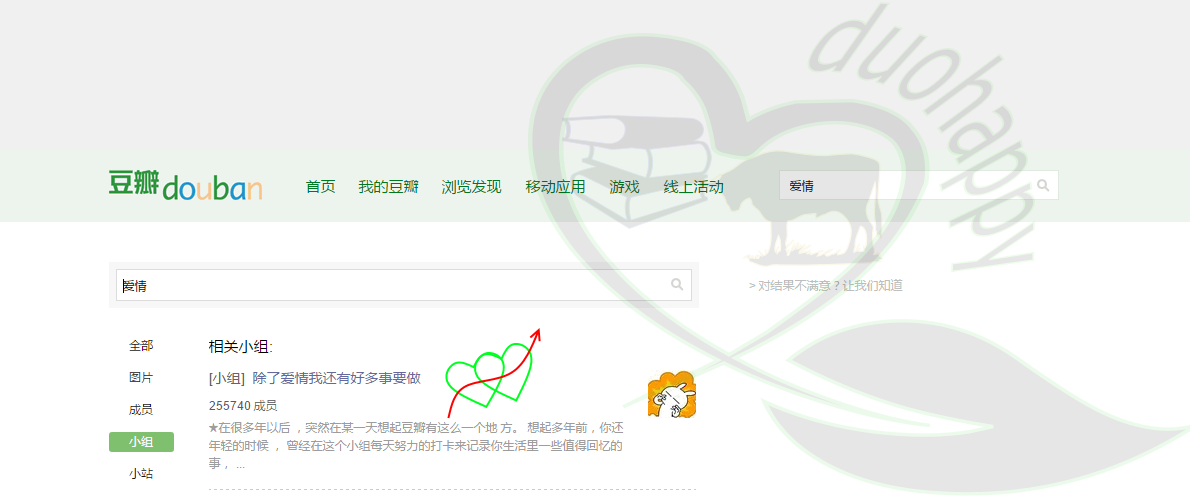 duohappy
豆瓣 douban
首页 我的豆瓣 浏览发现 移动应用 游戏 线上活动
爱情
爱情
> 对结果不满意？让我们知道
全部
图片
成员
小组
小站
相关小组:
[小组] 除了爱情我还有好多事要做
255740 成员
★在很多年以后 ，突然在某一天想起豆瓣有这么一个地 方。 想起多年前，你还
年轻的时候 ， 曾经在这个小组每天努力的打卡来记录你生活里一些值得回忆的
事， ...